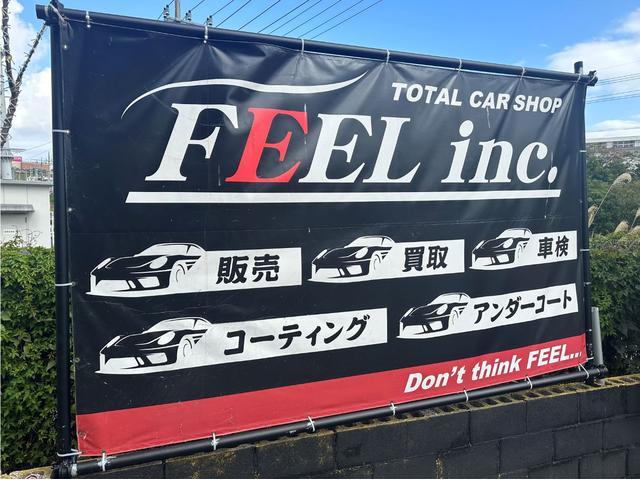 TOTAL CAR SHOP
FEEL inc.
販売 買取 車検
コーティング アンダーコート
Don't think FEEL...